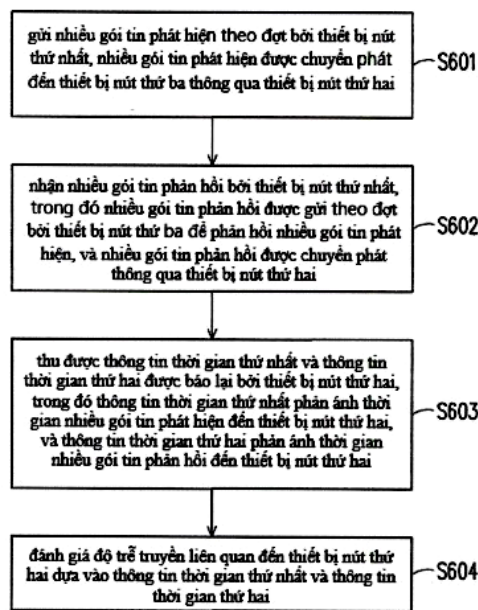 gửi nhiều gói tin phát hiện theo đợt bởi thiết bị nút
thứ nhất, nhiều gói tin phát hiện được chuyển phát
đến thiết bị nút thứ ba thông qua thiết bị nút thứ hai
S601
nhận nhiều gói tin phản hồi bởi thiết bị nút thứ nhất,
trong đó nhiều gói tin phản hồi được gửi theo đợt
bởi thiết bị nút thứ ba để phản hồi nhiều gói tin phát
hiện, và nhiều gói tin phản hồi được chuyển phát
thông qua thiết bị nút thứ hai
S602
thu được thông tin thời gian thứ nhất và thông tin
thời gian thứ hai được báo lại bởi thiết bị nút thứ hai,
trong đó thông tin thời gian thứ nhất phản ánh thời
gian nhiều gói tin phát hiện đến thiết bị nút thứ hai,
và thông tin thời gian thứ hai phản ánh thời gian
nhiều gói tin phản hồi đến thiết bị nút thứ hai
S603
đánh giá độ trễ truyền liên quan đến thiết bị nút thứ
hai dựa vào thông tin thời gian thứ nhất và thông tin
thời gian thứ hai
S604